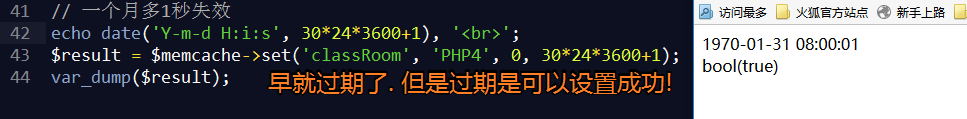 41 // 一个月多1秒失效
42 echo date('Y-m-d H:i:s', 30*24*3600+1), '<br>';
43 $result = $memcache->set('classRoom', 'PHP4', 0, 30*24*3600+1);
44 var_dump($result);
早就过期了. 但是过期是可以设置成功!
访问最多 火狐官方站点 新手上路
1970-01-31 08:00:01
bool(true)